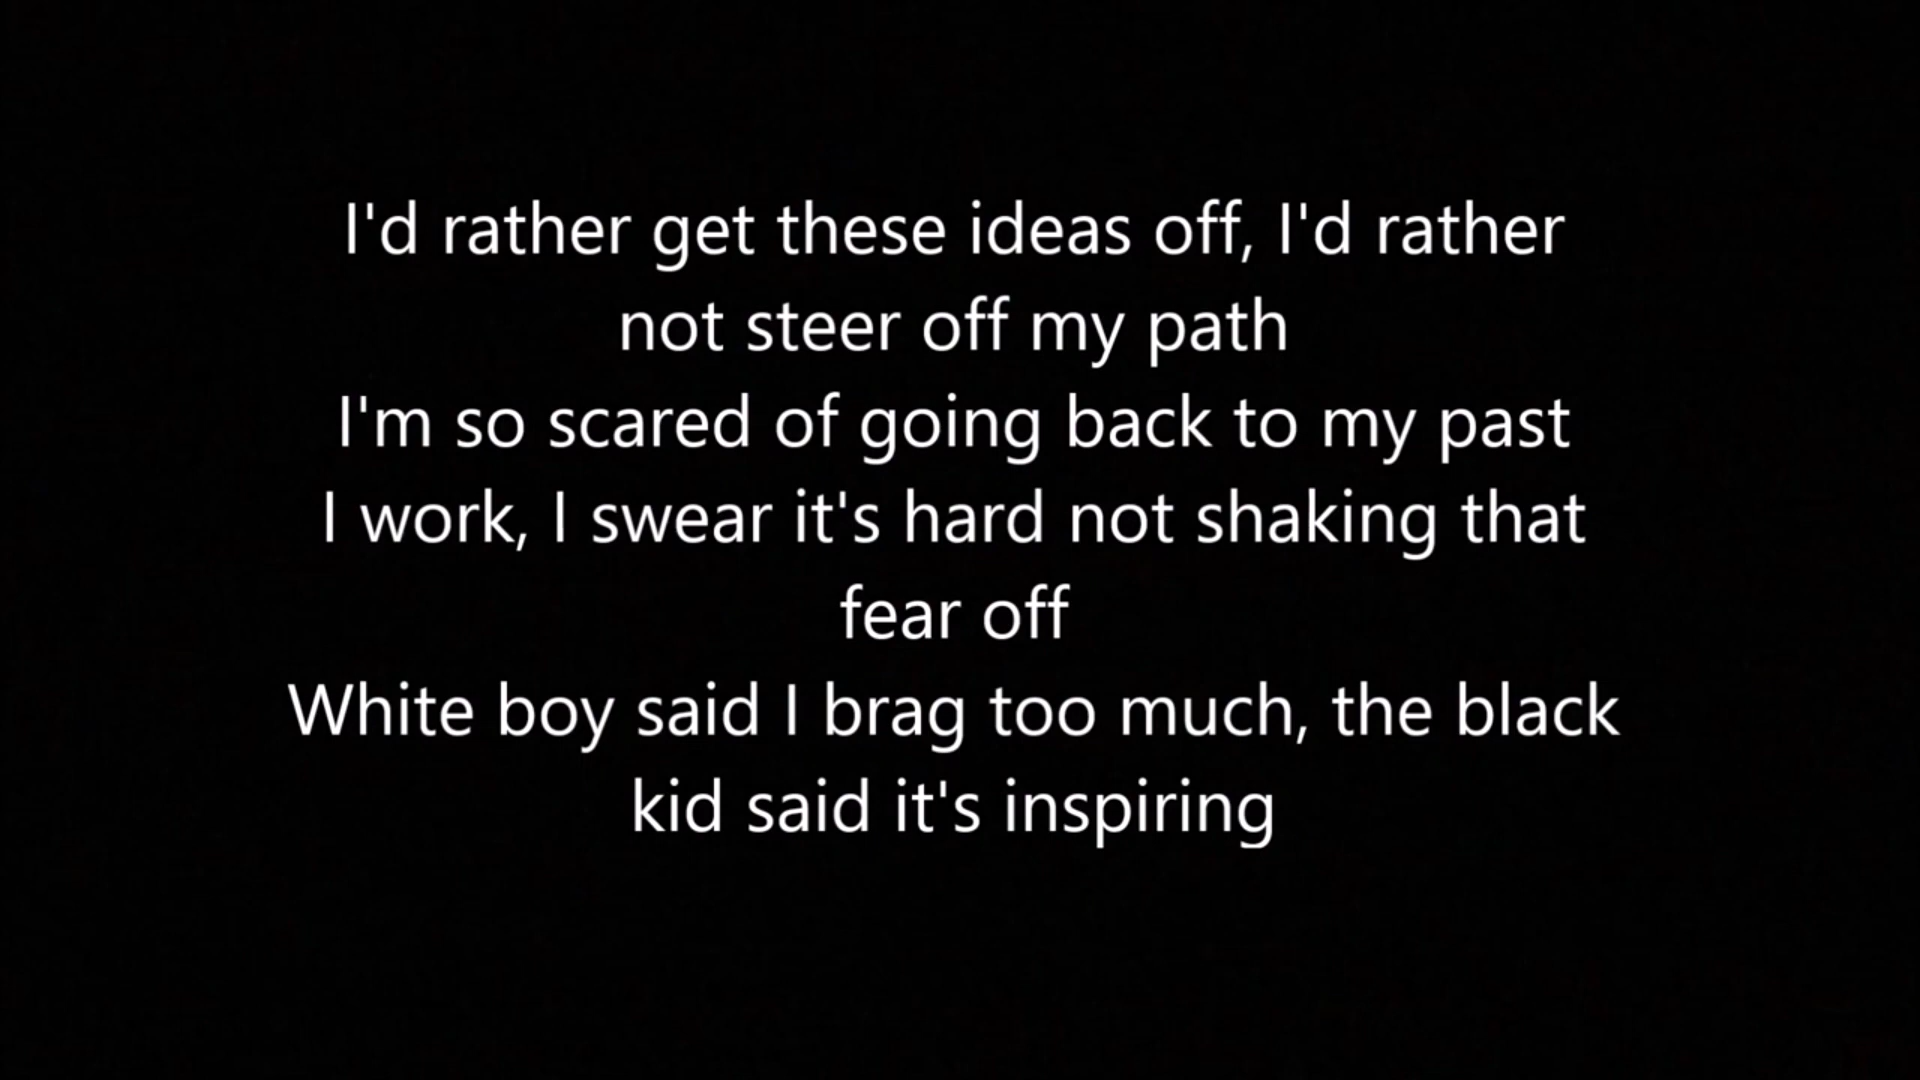 I'd rather get these ideas off, I'd rather
not steer off my path
I'm so scared of going back to my past
I work, I swear it's hard not shaking that
fear off
White boy said I brag too much, the black
kid said it's inspiring